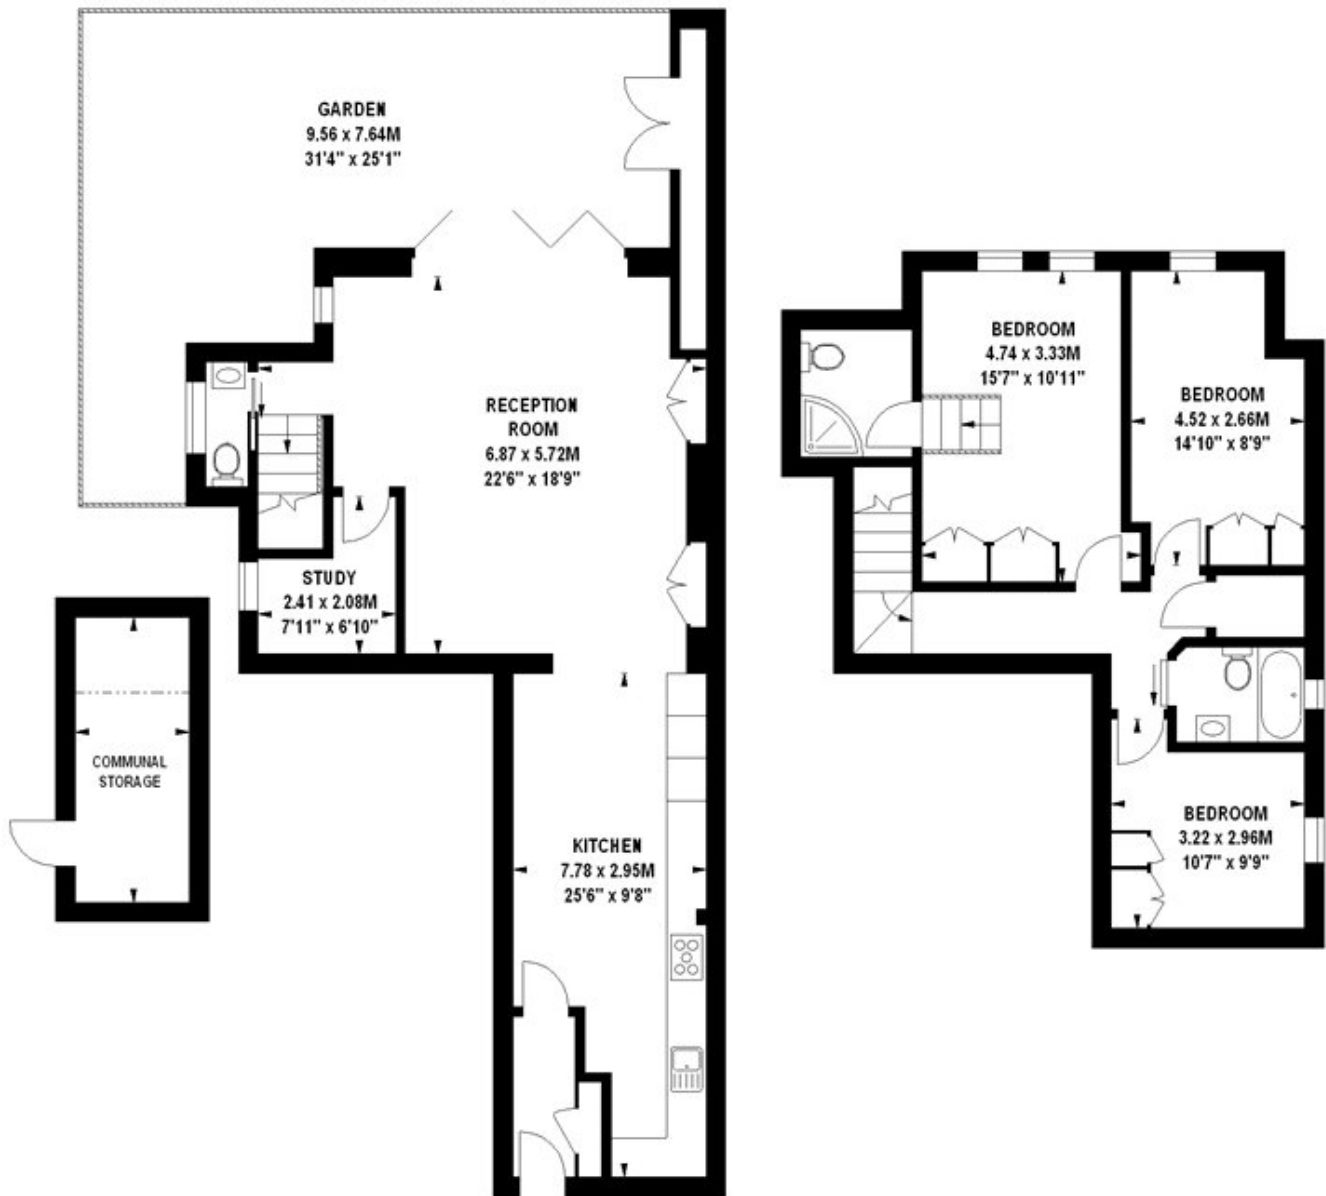 GARDEN
9.56 x 7.64M
31'4" x 25'1"
RECEPTION
ROOM
6.87 x 5.72M
22'6" x 18'9"
STUDY
2.41 x 2.08M
7'11" x 6'10"
COMMUNAL
STORAGE
KITCHEN
7.78 x 2.95M
25'6" x 9'8"
BEDROOM
4.74 x 3.33M
15'7" x 10'11"
BEDROOM
4.52 x 2.66M
14'10" x 8'9"
BEDROOM
3.22 x 2.96M
10'7" x 9'9"